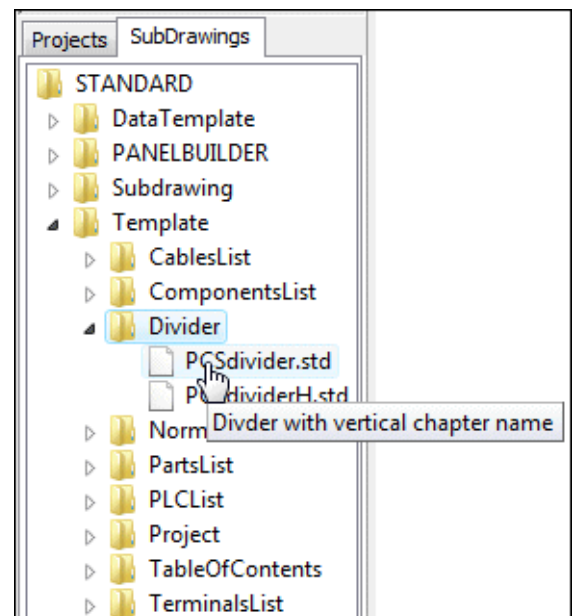 Projects SubDrawings
STANDARD
DataTemplate
PANELBUILDER
Subdrawing
Template
CablesList
ComponentsList
Divider
PCSdivider.std
dividerH.std
Norm
Divder with vertical chapter name
PartsList
PLCList
Project
TableOfContents
TerminalsList